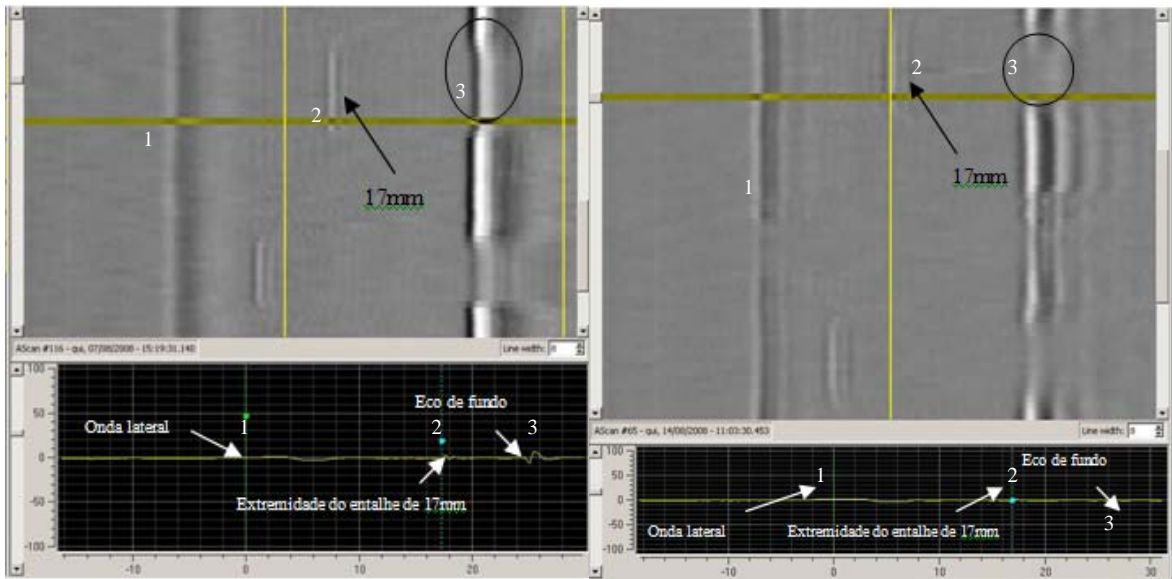 1
2
3
17mm
AScan #116 - qui, 07/08/2008 - 15:19:31.140
Line width: 8
100
50
0
-50
-100
Onda lateral
1
2
Eco de fundo
3
Extremidade do entalhe de 17mm
-10
0
10
20
1
2
3
17mm
AScan #65 - qui, 14/08/2008 - 11:03:30.453
Line width:
100
50
0
-50
-100
1
2
Eco de fundo
Onda lateral
Extremidade do entalhe de 17mm
3
-10
0
10
20
30